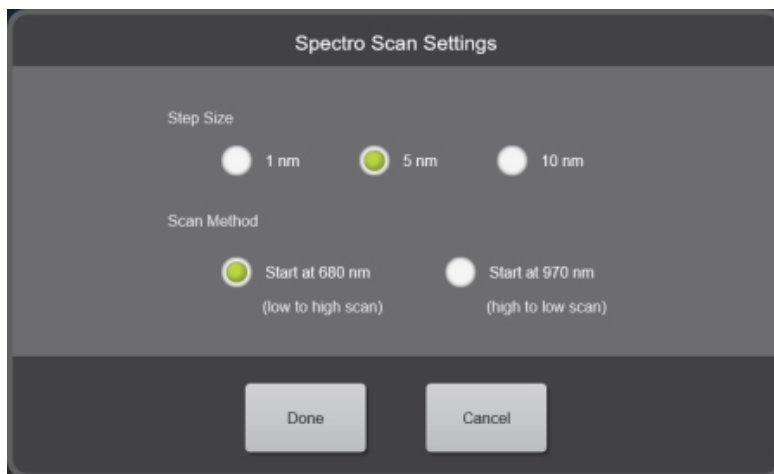 Spectro Scan Settings
Step Size
1 nm 5 nm 10 nm
Scan Method
Start at 680 nm Start at 970 nm
(low to high scan) (high to low scan)
Done Cancel